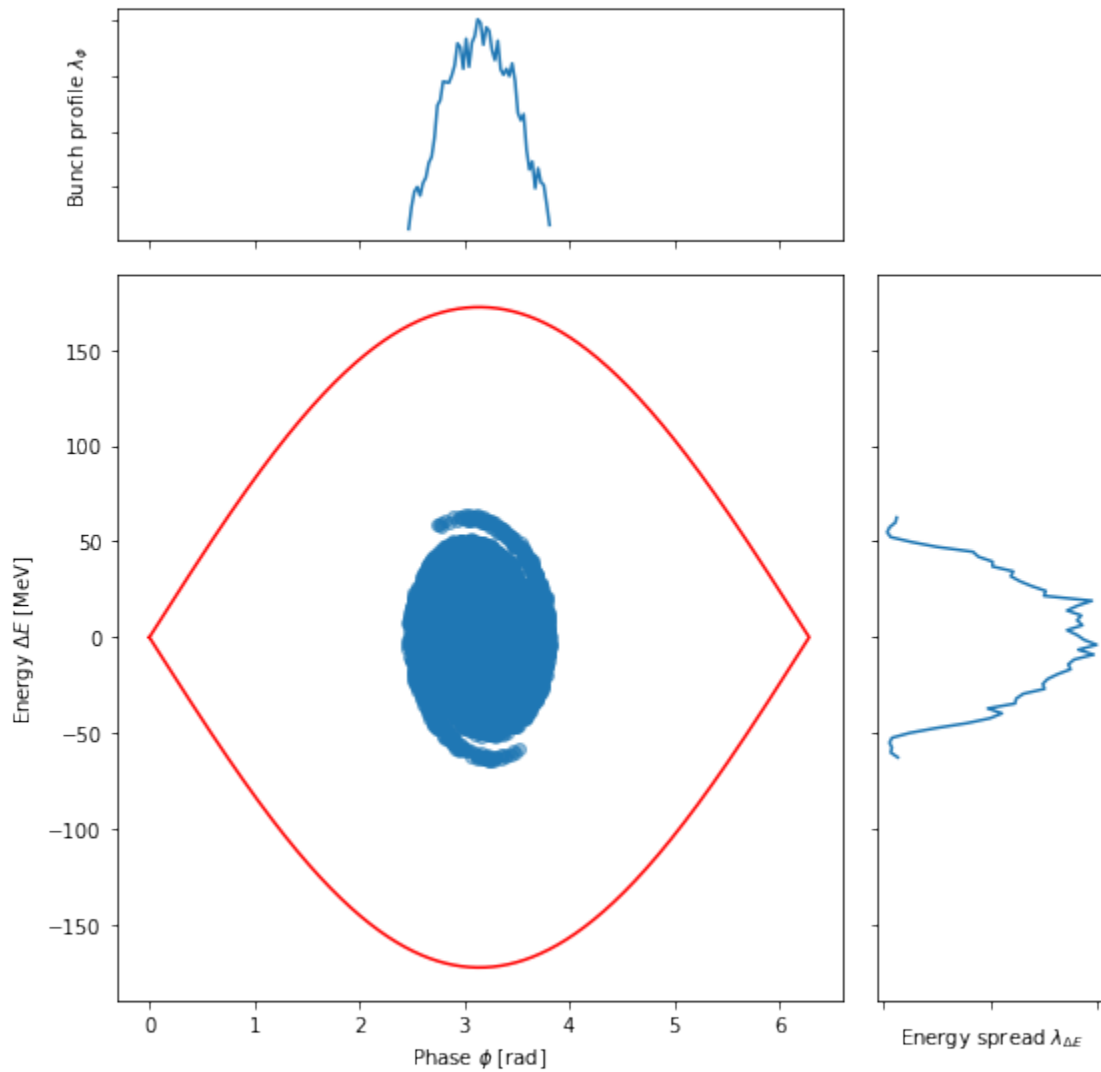 Bunch profile λ_Φ
150
100
50
0
−50
−100
−150
Energy ΔE [MeV]
0 1 2 3 4 5 6
Phase ϕ [rad]
Energy spread λ_ΔE